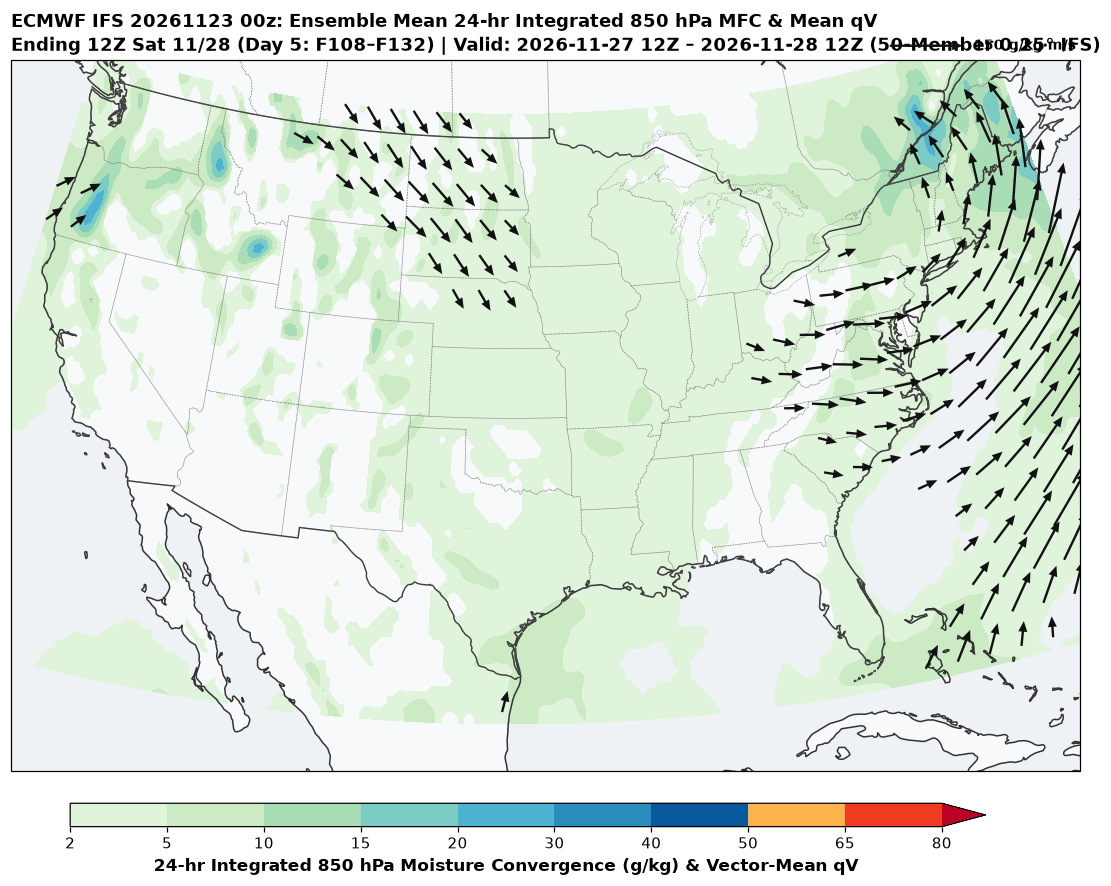 ECMWF IFS 20261123 00z: Ensemble Mean 24-hr Integrated 850 hPa MFC & Mean qV
Ending 12Z Sat 11/28 (Day 5: F108–F132) | Valid: 2026-11-27 12Z – 2026-11-28 12Z (50-Member 0.25° IFS)
150 g/kg·m/s
2 5 10 15 20 30 40 50 65 80
24-hr Integrated 850 hPa Moisture Convergence (g/kg) & Vector-Mean qV